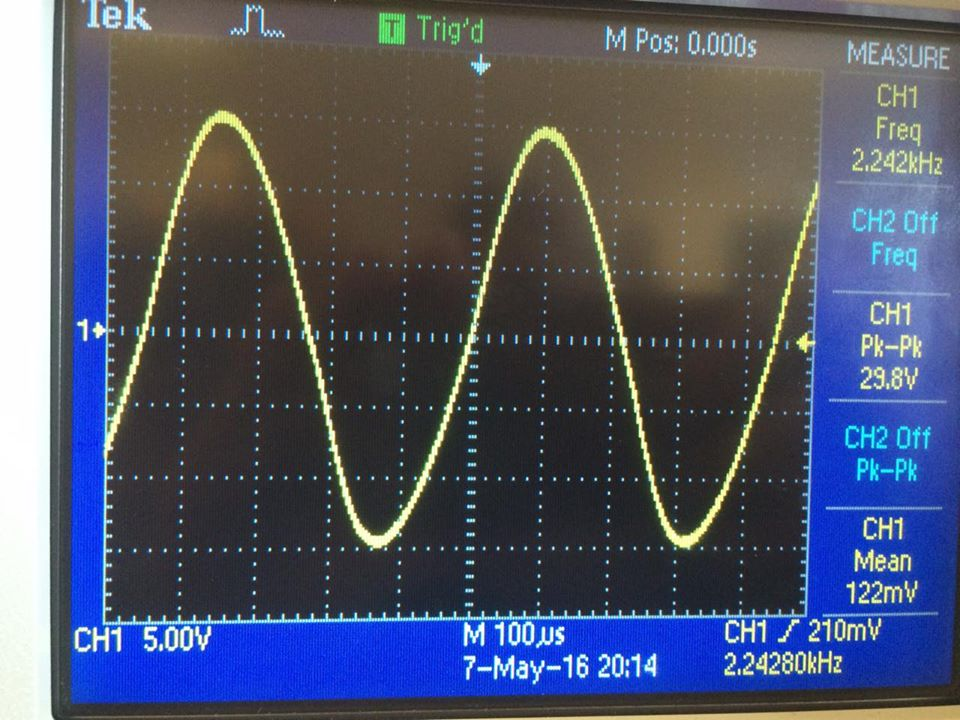 Tek T Trig'd M Pos: 0.000s MEASURE
CH1
Freq
2.242kHz
CH2 Off
Freq
1
CH1
Pk-Pk
29.8V
CH2 Off
Pk-Pk
CH1
Mean
122mV
CH1 5.00V M 100µs CH1 210mV
7-May-16 20:14 2.24280kHz